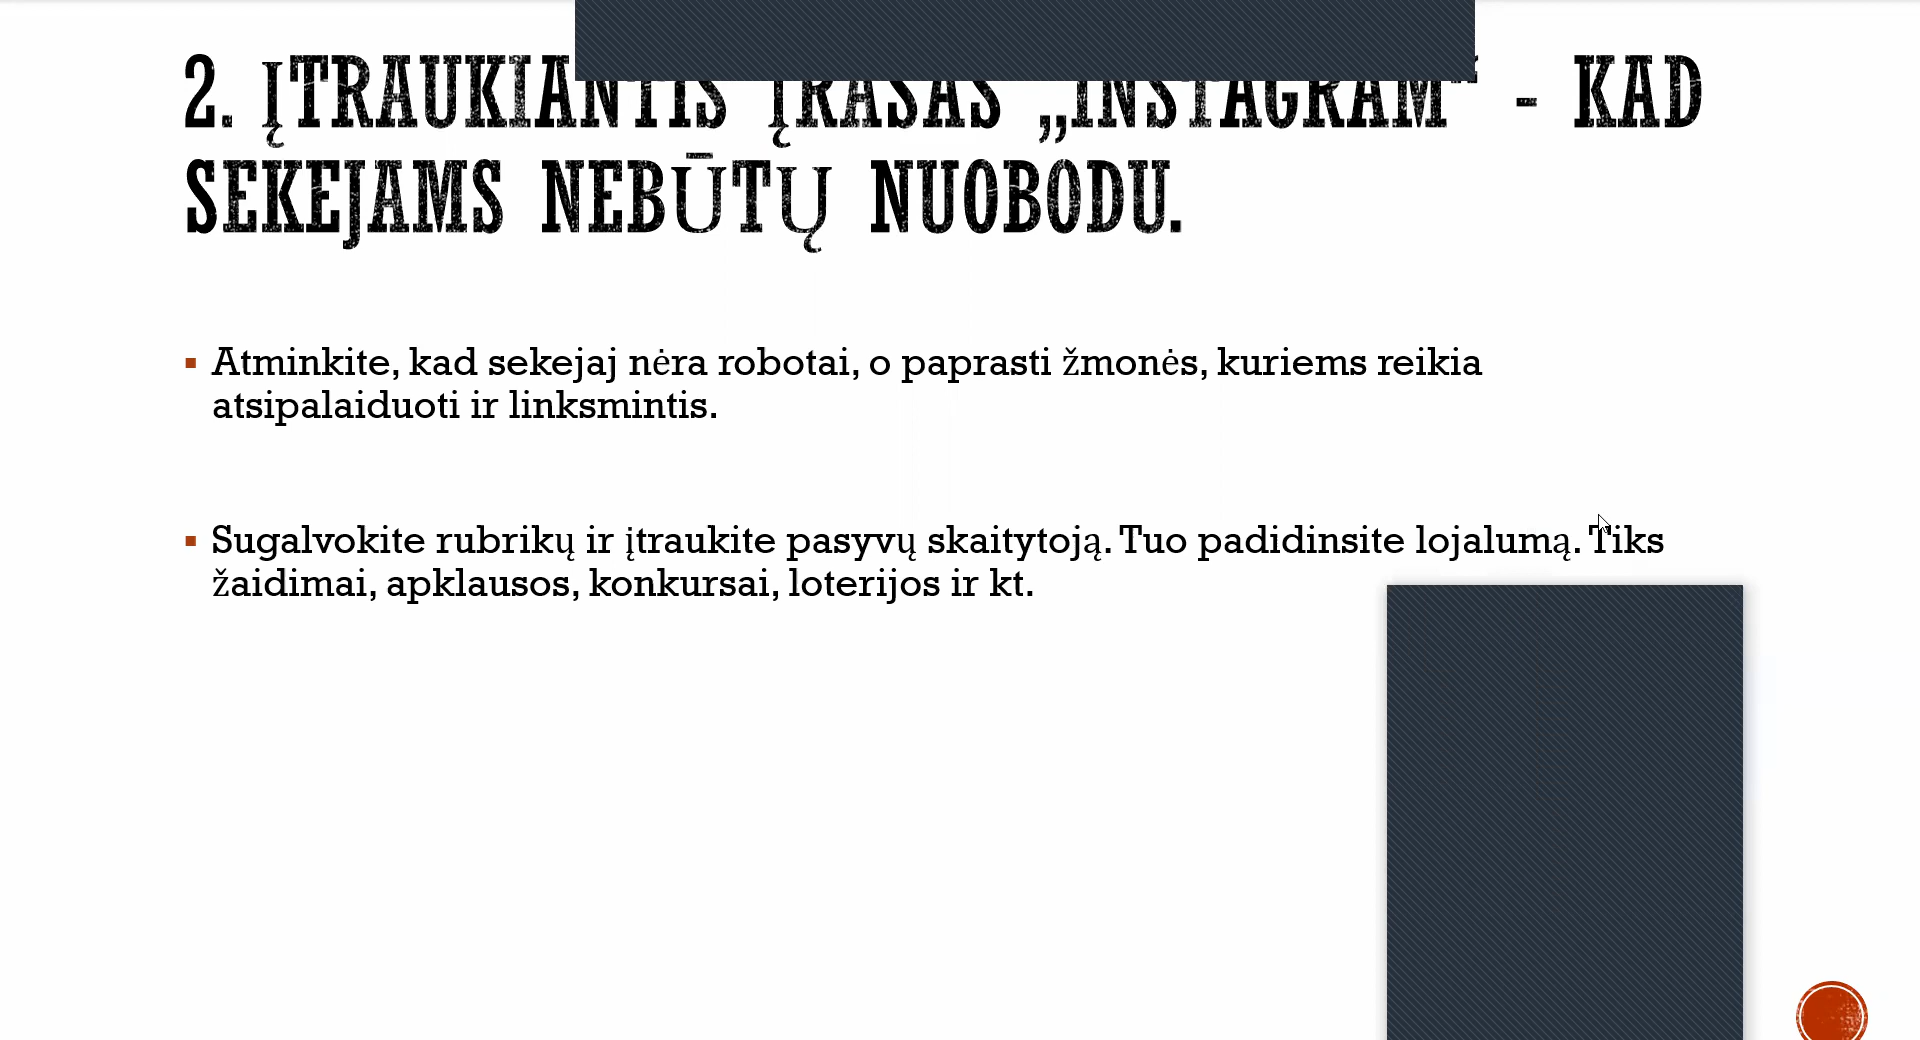 2. ĮTRAUKIANTIS ĮRAŠAS „INSTAGRAM“ - KAD
SEKEJAMS NEBŪTŲ NUOBODU.
Atminkite, kad sekejaj nėra robotai, o paprasti žmonės, kuriems reikia
atsipalaiduoti ir linksmintis.
Sugalvokite rubrikų ir įtraukite pasyvų skaitytoją. Tuo padidinsite lojalumą. Tiks
žaidimai, apklausos, konkursai, loterijos ir kt.